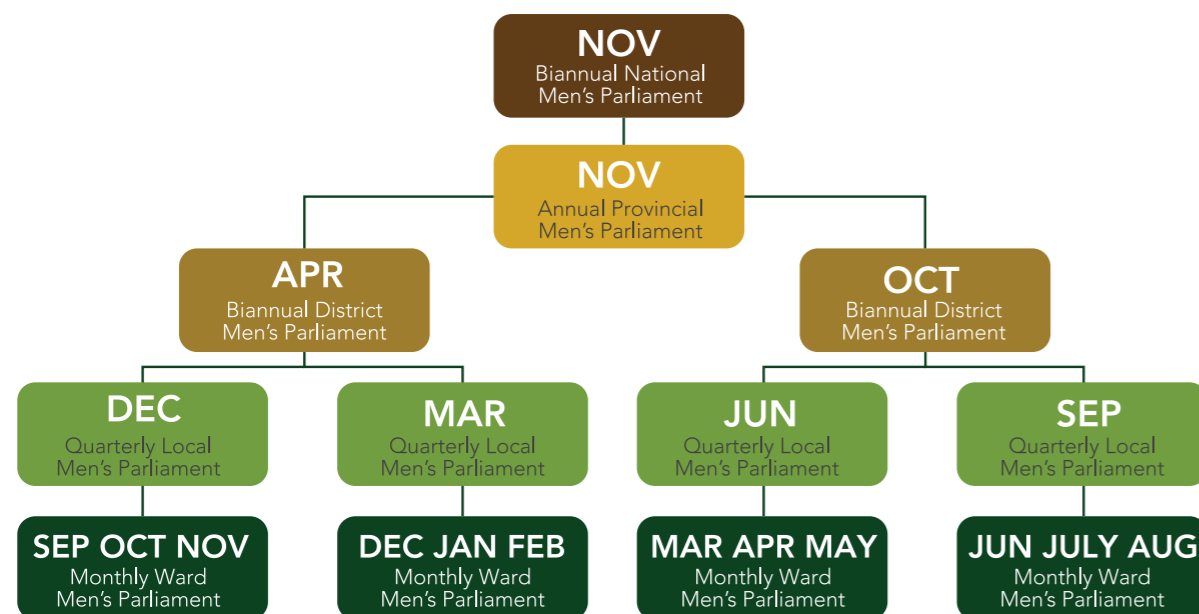 NOV
Biannual National
Men’s Parliament
NOV
Annual Provincial
Men’s Parliament
APR
Biannual District
Men’s Parliament
OCT
Biannual District
Men’s Parliament
DEC
Quarterly Local
Men’s Parliament
MAR
Quarterly Local
Men’s Parliament
JUN
Quarterly Local
Men’s Parliament
SEP
Quarterly Local
Men’s Parliament
SEP OCT NOV
Monthly Ward
Men’s Parliament
DEC JAN FEB
Monthly Ward
Men’s Parliament
MAR APR MAY
Monthly Ward
Men’s Parliament
JUN JULY AUG
Monthly Ward
Men’s Parliament